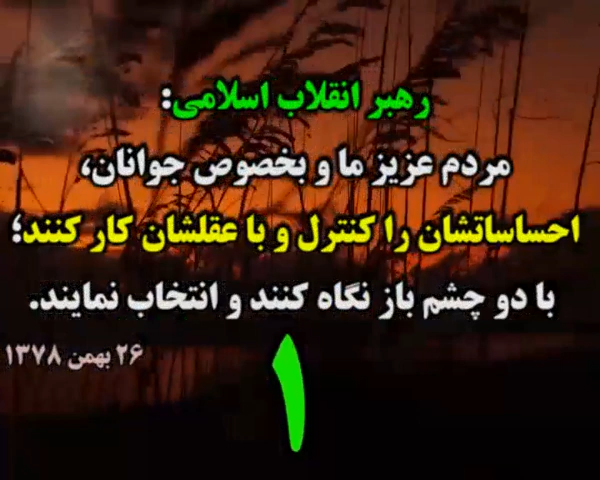 رهبر انقلاب اسلامی:
مردم عزیز ما و بخصوص جوانان،
احساساتشان را کنترل و با عقلشان کار کنند؛
با دو چشم باز نگاه کنند و انتخاب نمایند.
۲۶ بهمن ۱۳۷۸
۱